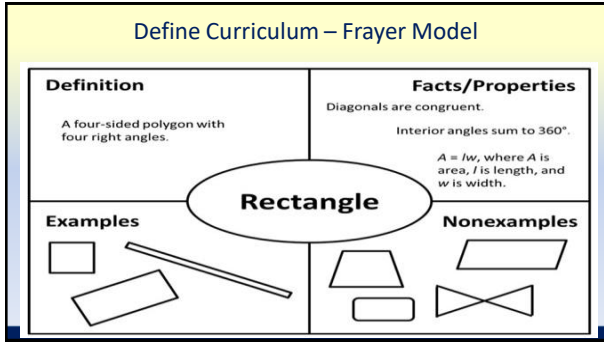 Define Curriculum – Frayer Model
Definition
A four-sided polygon with
four right angles.
Facts/Properties
Diagonals are congruent.
Interior angles sum to 360°.
A = lw, where A is
area, l is length, and
w is width.
Rectangle
Examples
Nonexamples